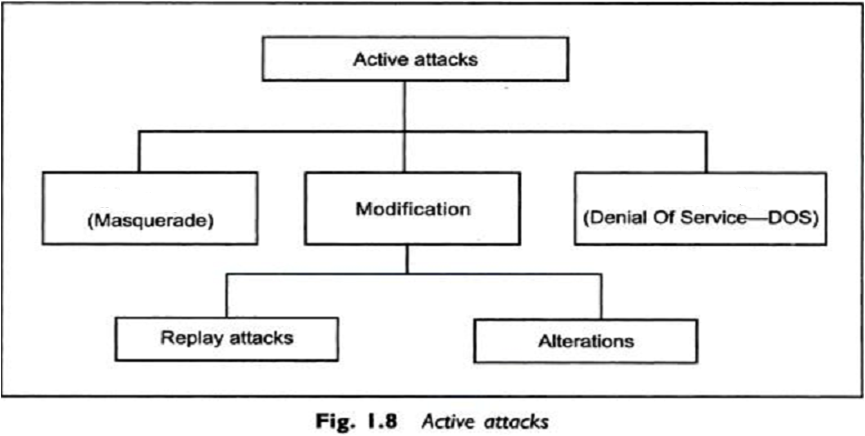 Active attacks
(Masquerade)
Modification
(Denial Of Service—DOS)
Replay attacks
Alterations
Fig. 1.8 Active attacks